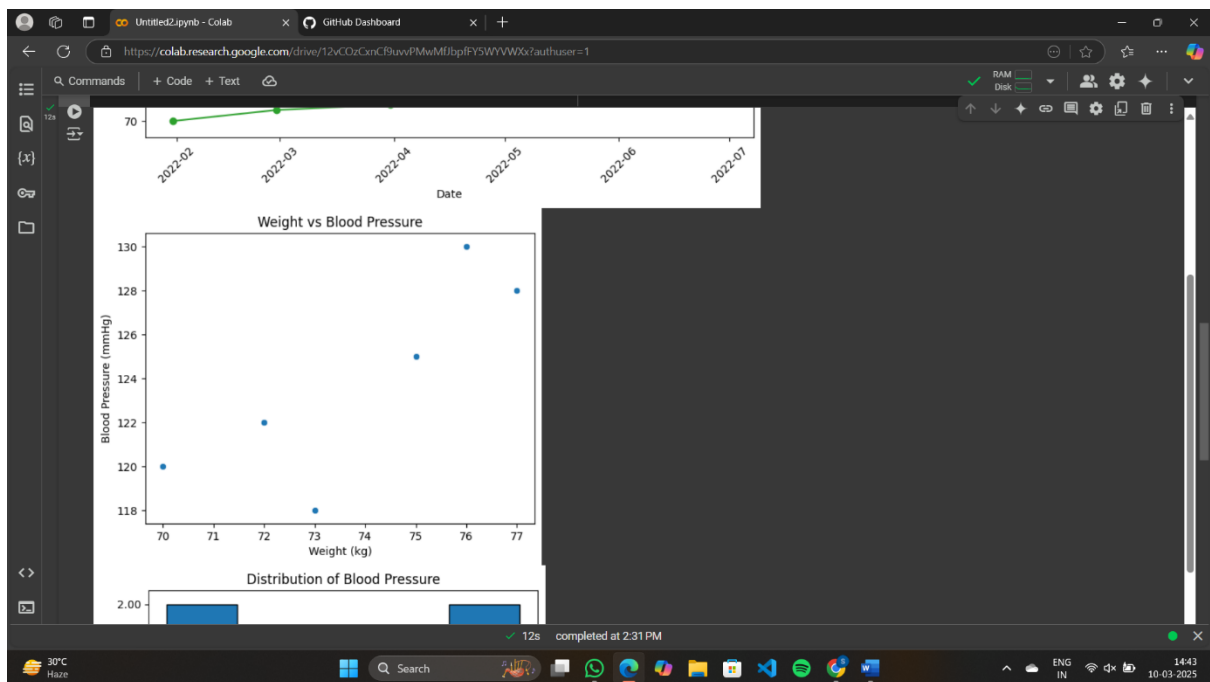 Untitled2.ipynb - Colab
GitHub Dashboard
https://colab.research.google.com/drive/12vCOzCxnCf9uvvPMwMfJbpfFY5WYVWXx?authuser=1
Commands + Code + Text
RAM
Disk
12s
{x}
70
2022-02 2022-03 2022-04 2022-05 2022-06 2022-07
Date
Weight vs Blood Pressure
Blood Pressure (mmHg)
130
128
126
124
122
120
118
70 71 72 73 74 75 76 77
Weight (kg)
Distribution of Blood Pressure
2.00
12s completed at 2:31 PM
30°C
Haze
Search
ENG
IN
14:43
10-03-2025